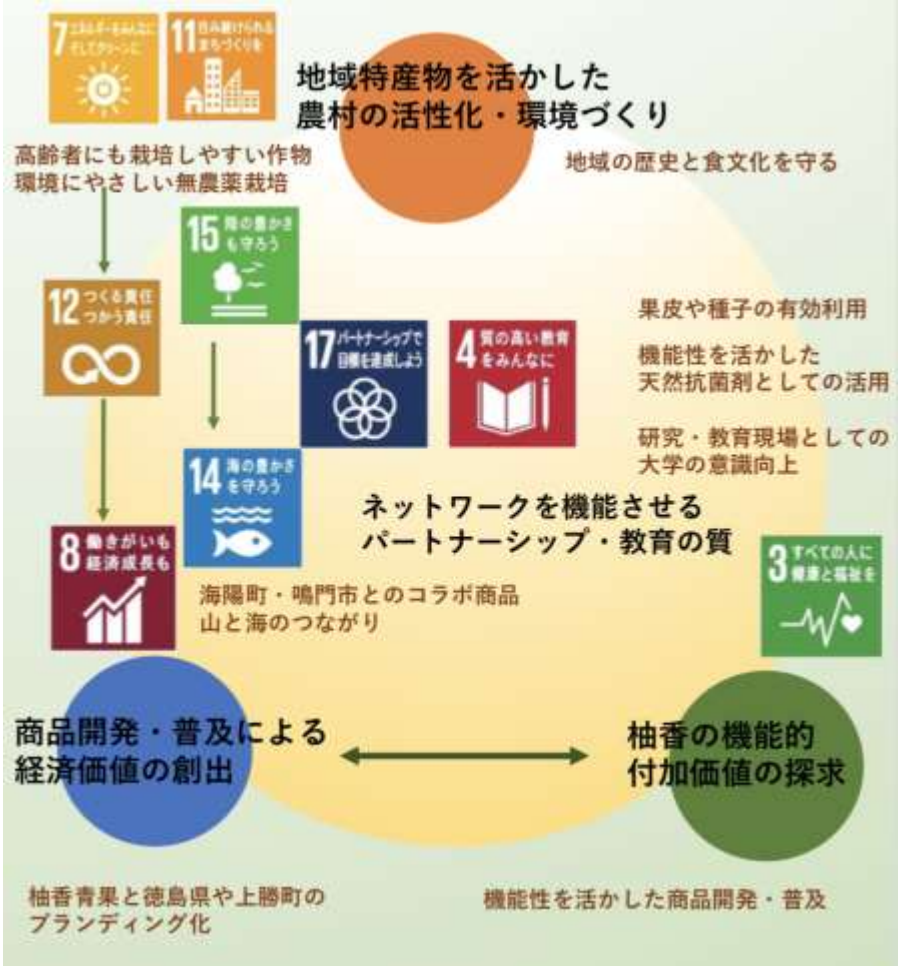 7 エネルギーをみんなに
そしてクリーンに
11 住み続けられる
まちづくりを
地域特産物を活かした
農村の活性化・環境づくり
高齢者にも栽培しやすい作物
環境にやさしい無農薬栽培
地域の歴史と食文化を守る
15 陸の豊かさ
も守ろう
12 つくる責任
つかう責任
17 パートナーシップで
目標を達成しよう
4 質の高い教育
をみんなに
果皮や種子の有効利用
機能性を活かした
天然抗菌剤としての活用
研究・教育現場としての
大学の意識向上
14 海の豊かさ
を守ろう
ネットワークを機能させる
パートナーシップ・教育の質
8 働きがいも
経済成長も
3 すべての人に
健康と福祉を
海陽町・鳴門市とのコラボ商品
山と海のつながり
商品開発・普及による
経済価値の創出
柚香の機能的
付加価値の探求
柚香青果と徳島県や上勝町の
ブランディング化
機能性を活かした商品開発・普及